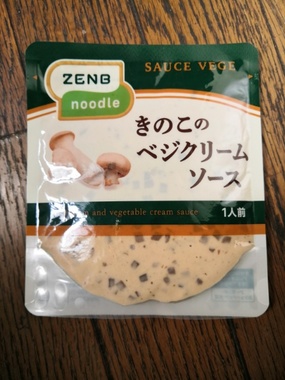 SAUCE VEGE
ZENB
noodle
きのこの
ベジクリーム
ソース
and vegetable cream sauce
1人前